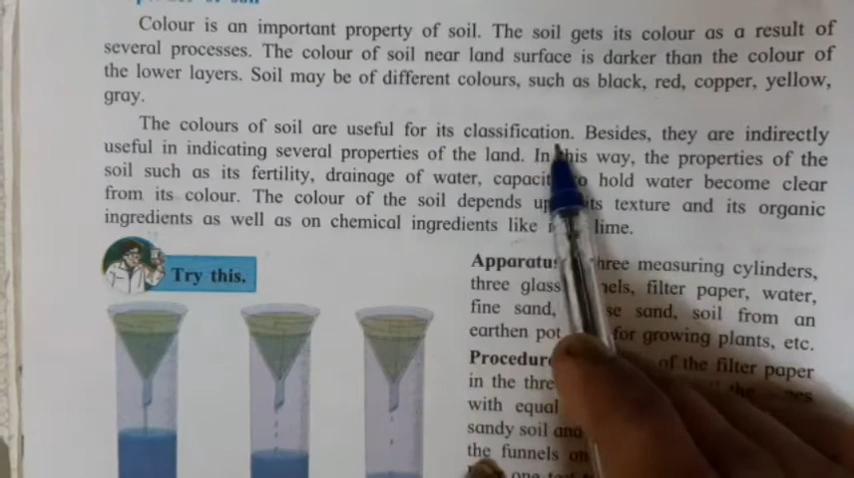 Colour is an important property of soil. The soil gets its colour as a result of
several processes. The colour of soil near land surface is darker than the colour of
the lower layers. Soil may be of different colours, such as black, red, copper, yellow,
gray.
The colours of soil are useful for its classification. Besides, they are indirectly
useful in indicating several properties of the land. In this way, the properties of the
soil such as its fertility, drainage of water, capacity to hold water become clear
from its colour. The colour of the soil depends its texture and its organic
ingredients as well as on chemical ingredients like lime.
Try this.
Apparatus three measuring cylinders,
three glass filter paper, water,
fine sand, sand, soil from an
earthen pot for growing plants, etc.
Procedure of the filter paper
in the
with equal
sandy soil and
the funnels on